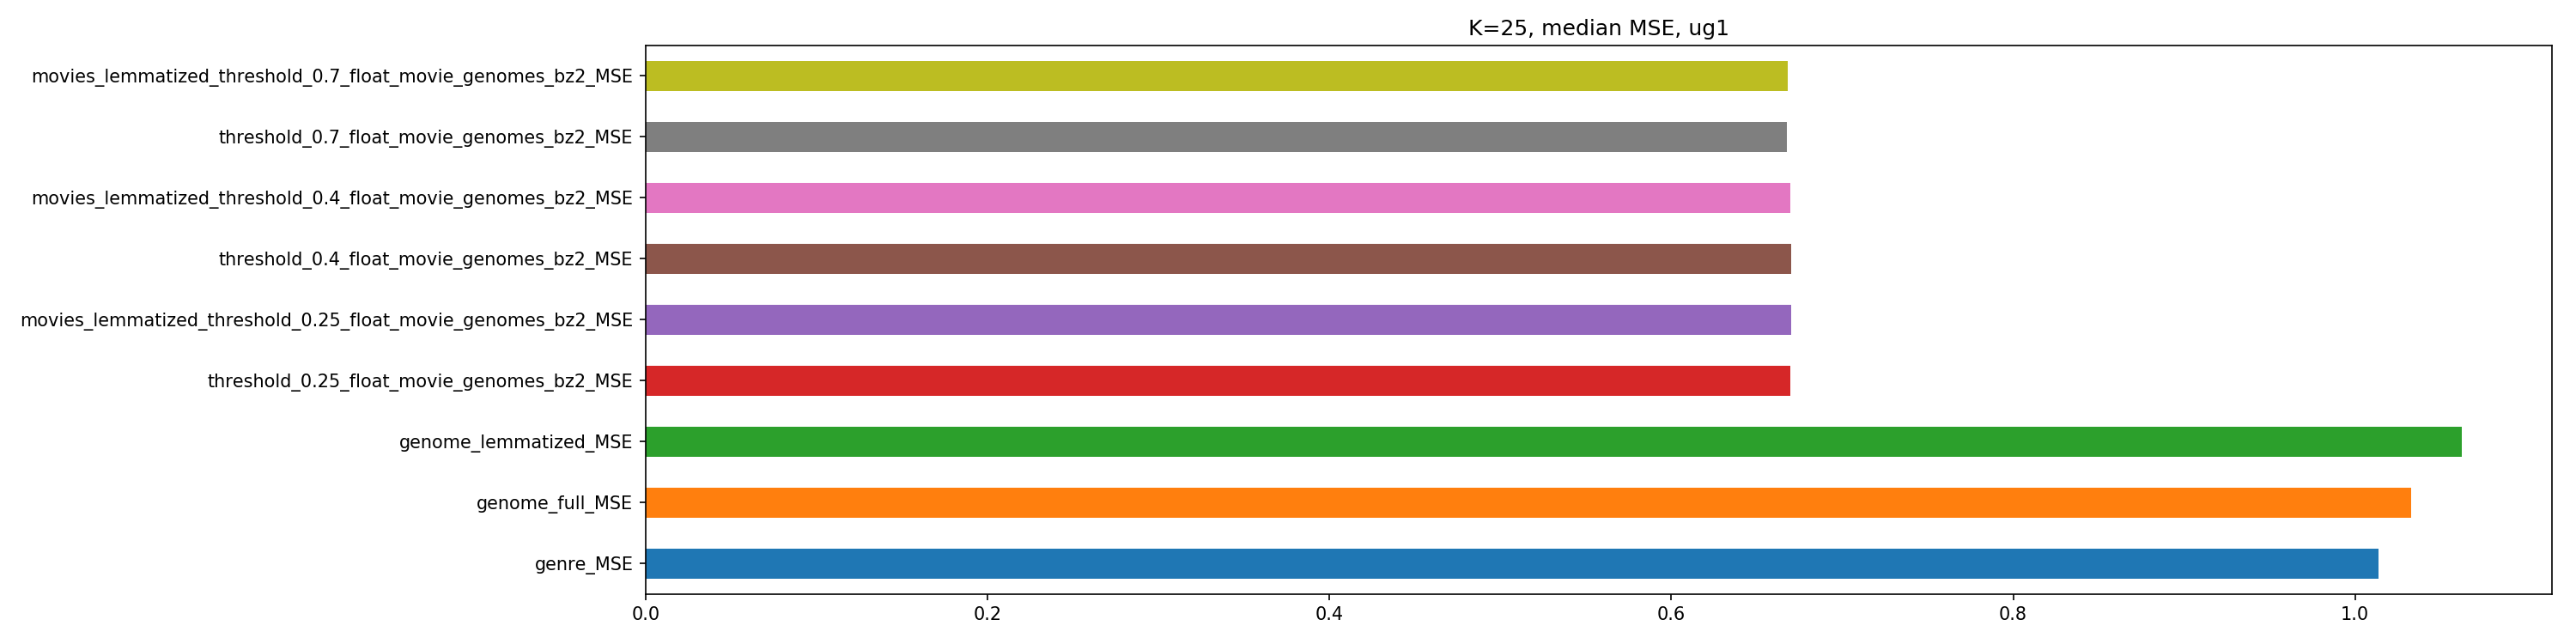 K=25, median MSE, ug1
movies_lemmatized_threshold_0.7_float_movie_genomes_bz2_MSE
threshold_0.7_float_movie_genomes_bz2_MSE
movies_lemmatized_threshold_0.4_float_movie_genomes_bz2_MSE
threshold_0.4_float_movie_genomes_bz2_MSE
movies_lemmatized_threshold_0.25_float_movie_genomes_bz2_MSE
threshold_0.25_float_movie_genomes_bz2_MSE
genome_lemmatized_MSE
genome_full_MSE
genre_MSE
0.0 0.2 0.4 0.6 0.8 1.0